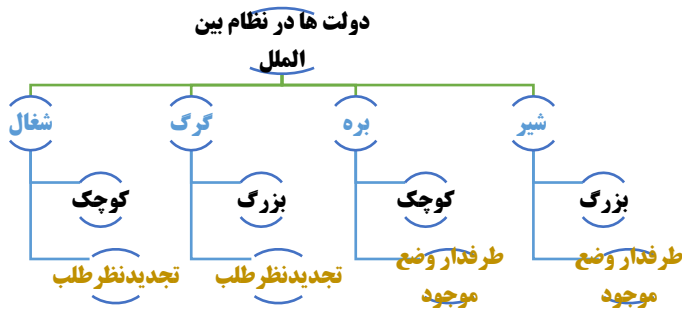 دولت ها در نظام بین
الملل
شیر
بره
گرگ
شغال
بزرگ
کوچک
بزرگ
کوچک
طرفدار وضع
موجود
طرفدار وضع
موجود
تجدیدنظرطلب
تجدیدنظرطلب